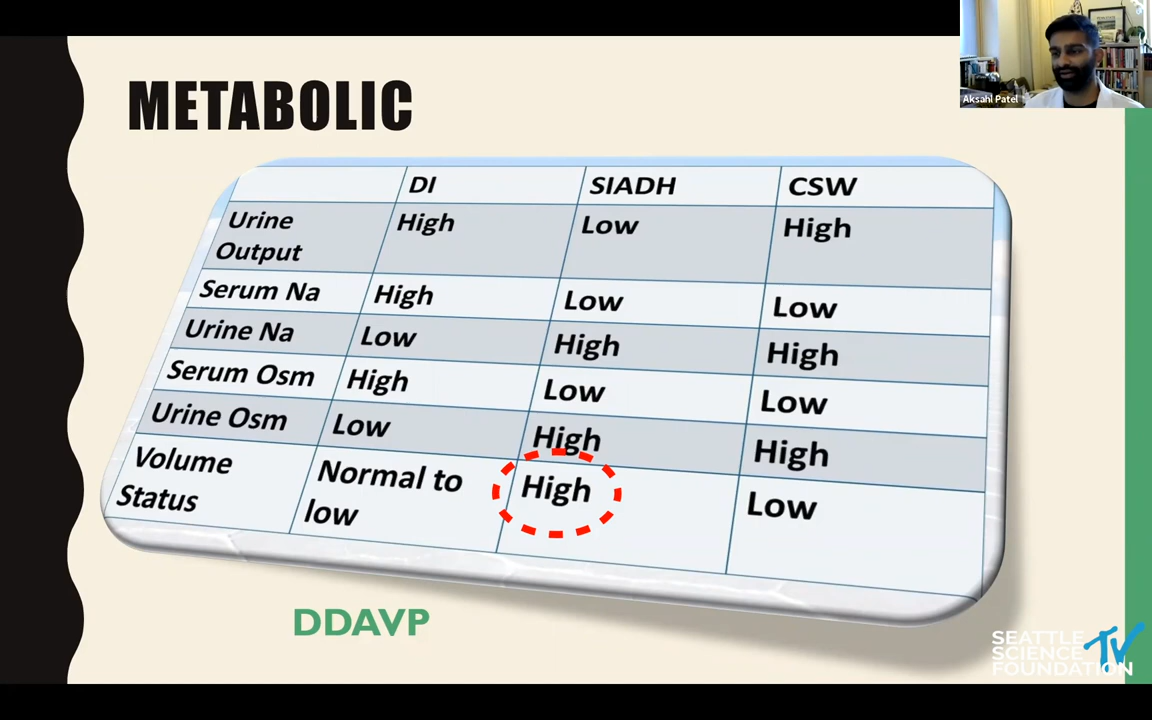 Aksahl Patel
METABOLIC
DI SIADH CSW
Urine
Output
High Low High
Serum Na High Low Low
Urine Na Low High High
Serum Osm High Low Low
Urine Osm Low High High
Volume
Status
Normal to
low
High Low
DDAVP
SEATTLE
SCIENCE
FOUNDATION
TV